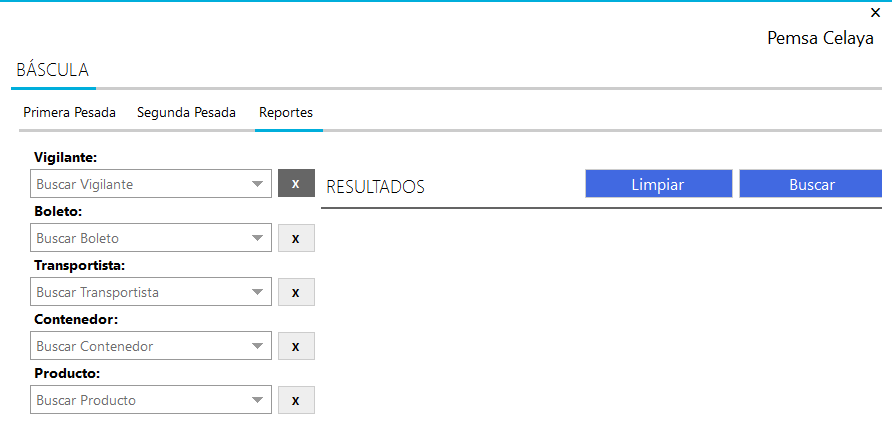 x
Pemsa Celaya
BÁSCULA
Primera Pesada Segunda Pesada Reportes
Vigilante:
Buscar Vigilante x
Boleto:
Buscar Boleto x
Transportista:
Buscar Transportista x
Contenedor:
Buscar Contenedor x
Producto:
Buscar Producto x
RESULTADOS Limpiar Buscar